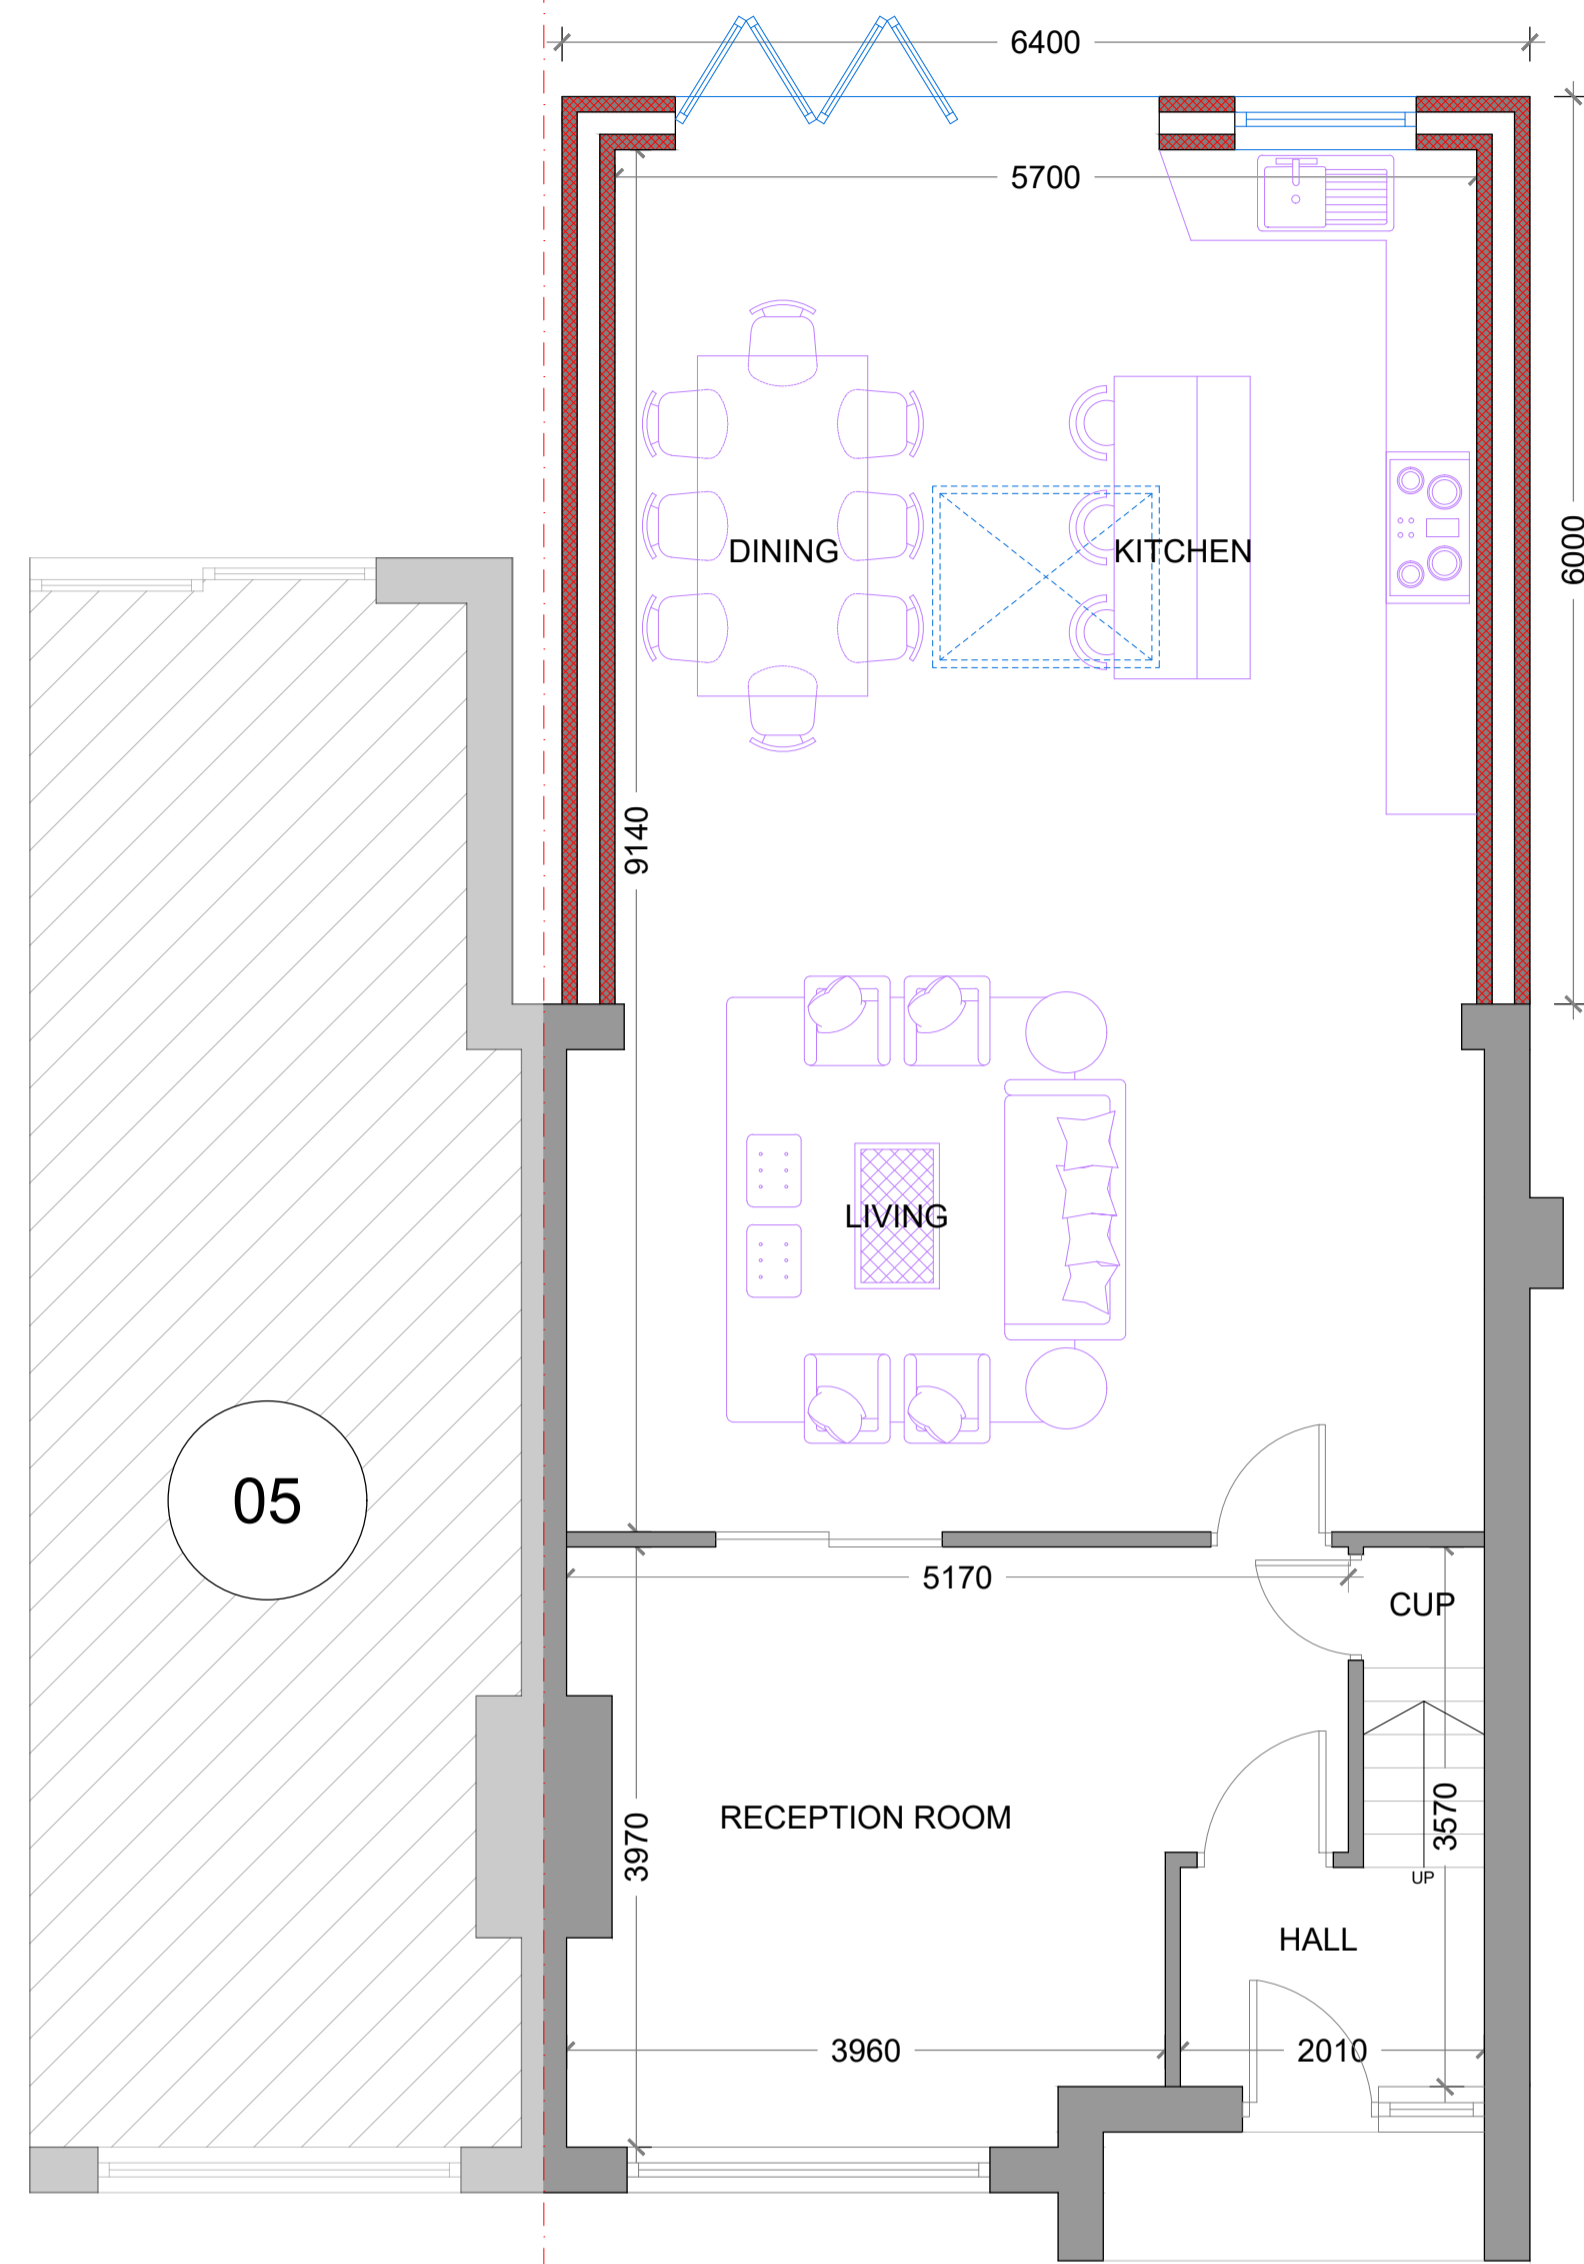 6400
5700
6000
DINING
KITCHEN
9140
LIVING
05
5170
CUP
RECEPTION ROOM
3970
3570
UP
HALL
3960
2010